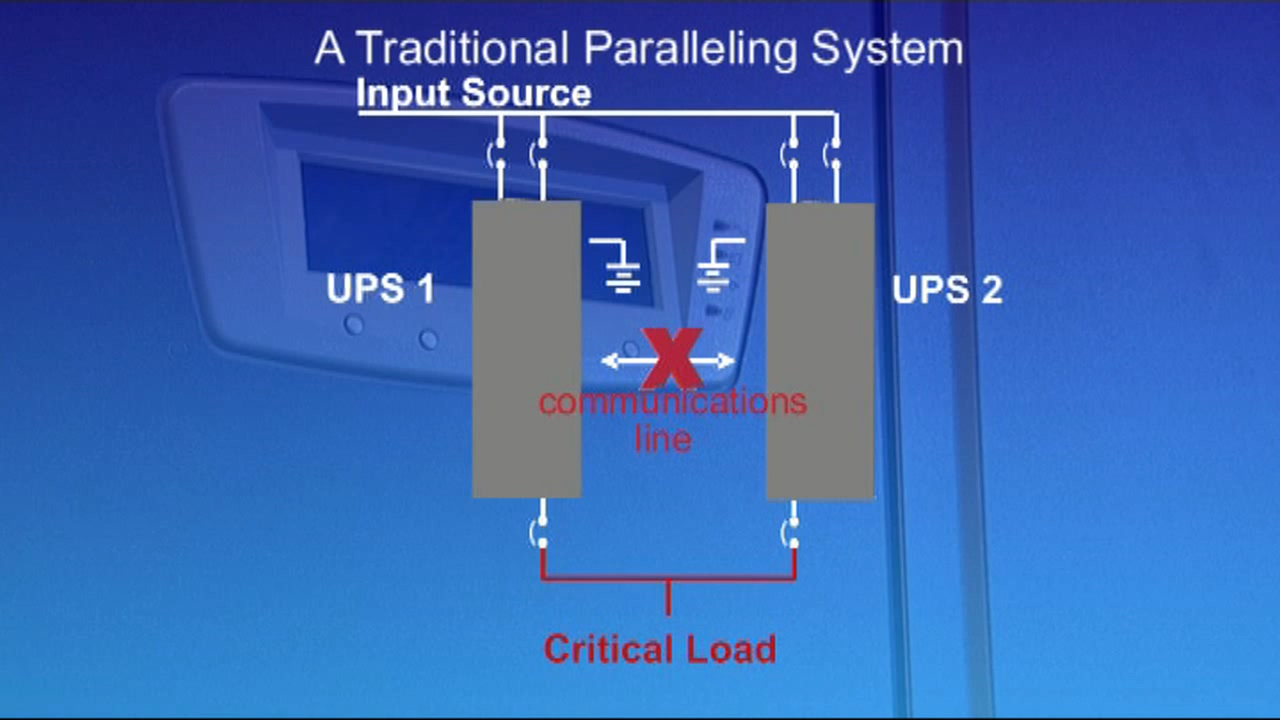 A Traditional Paralleling System
Input Source
UPS 1
UPS 2
X
communications
line
Critical Load